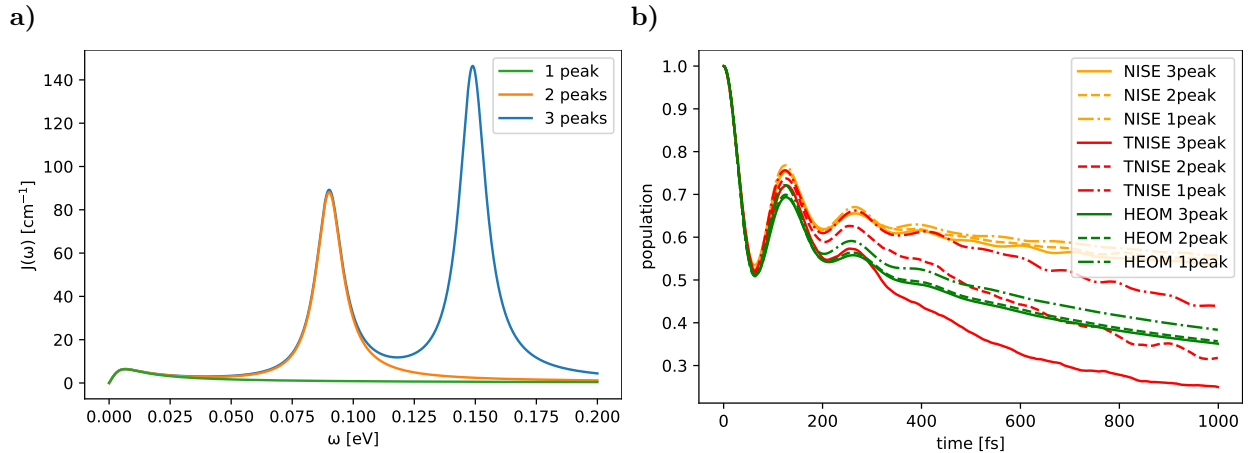 a)
140
120
100
80
60
40
20
0
J(ω) [cm⁻¹]
1 peak
2 peaks
3 peaks
0.000 0.025 0.050 0.075 0.100 0.125 0.150 0.175 0.200
ω [eV]
b)
1.0
0.9
0.8
0.7
0.6
0.5
0.4
0.3
population
NISE 3peak
NISE 2peak
NISE 1peak
TNISE 3peak
TNISE 2peak
TNISE 1peak
HEOM 3peak
HEOM 2peak
HEOM 1peak
0 200 400 600 800 1000
time [fs]